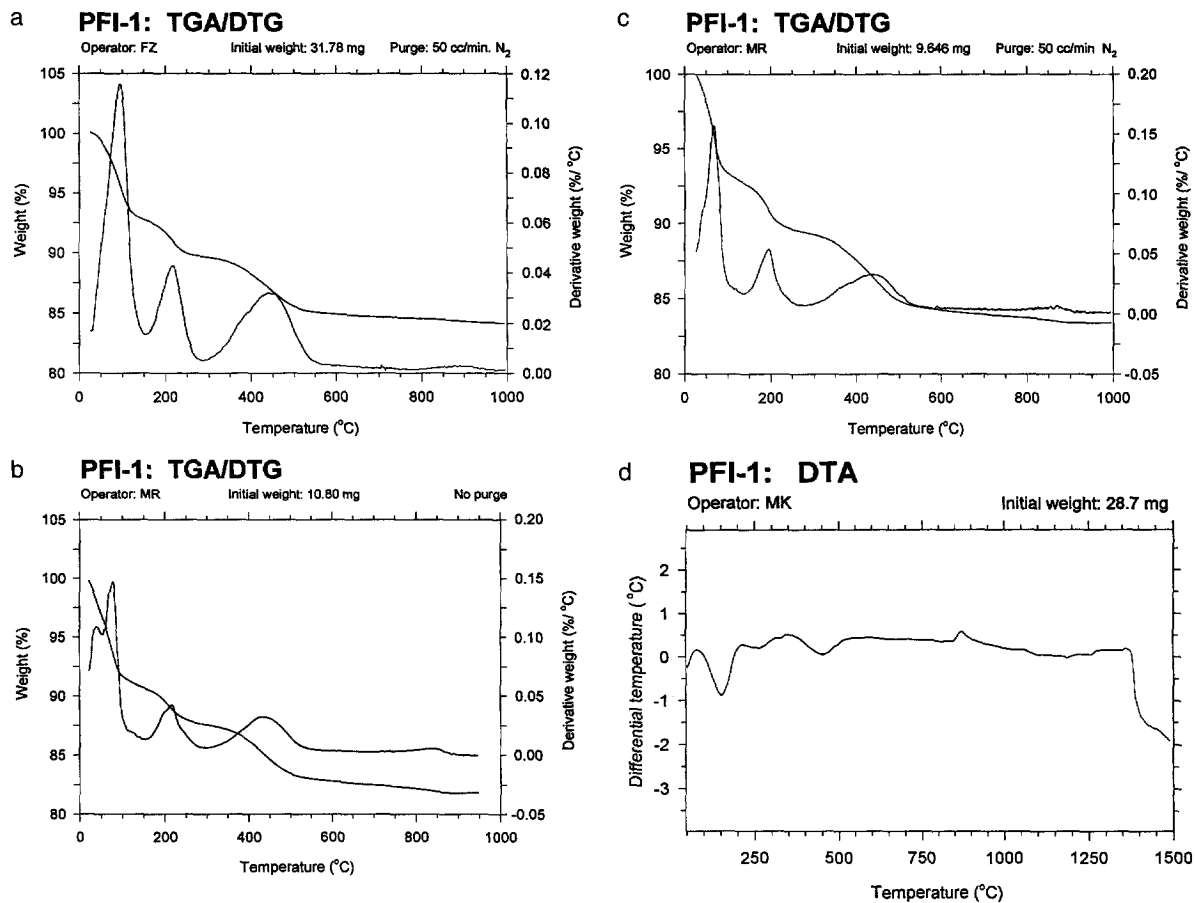 a
PFI-1: TGA/DTG
Operator: FZ Initial weight: 31.78 mg Purge: 50 cc/min. N2
105
100
95
90
85
80
Weight (%)
0.12
0.10
0.08
0.06
0.04
0.02
0.00
Derivative weight (%/ °C)
0 200 400 600 800 1000
Temperature (°C)
c
PFI-1: TGA/DTG
Operator: MR Initial weight: 9.646 mg Purge: 50 cc/min N2
100
95
90
85
80
Weight (%)
0.20
0.15
0.10
0.05
0.00
-0.05
Derivative weight (%/ °C)
0 200 400 600 800 1000
Temperature (°C)
b
PFI-1: TGA/DTG
Operator: MR Initial weight: 10.80 mg No purge
105
100
95
90
85
80
Weight (%)
0.20
0.15
0.10
0.05
0.00
-0.05
Derivative weight (%/ °C)
0 200 400 600 800 1000
Temperature (°C)
d
PFI-1: DTA
Operator: MK Initial weight: 28.7 mg
2
1
0
-1
-2
-3
Differential temperature ( °C)
250 500 750 1000 1250 1500
Temperature (°C)